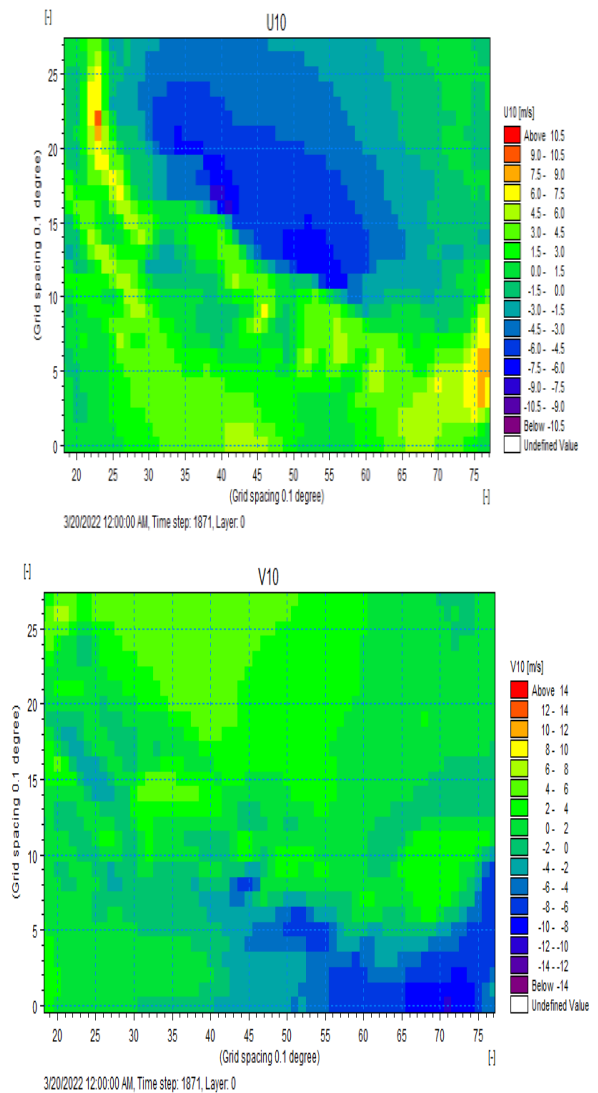 [-]
U10
25
20
15
10
5
0
(Grid spacing 0.1 degree)
20 25 30 35 40 45 50 55 60 65 70 75
(Grid spacing 0.1 degree)
[-]
3/20/2022 12:00:00 AM, Time step: 1871, Layer: 0
U10 [m/s]
Above 10.5
9.0 - 10.5
7.5 - 9.0
6.0 - 7.5
4.5 - 6.0
3.0 - 4.5
1.5 - 3.0
0.0 - 1.5
-1.5 - 0.0
-3.0 - -1.5
-4.5 - -3.0
-6.0 - -4.5
-7.5 - -6.0
-9.0 - -7.5
-10.5 - -9.0
Below -10.5
Undefined Value
[-]
V10
25
20
15
10
5
0
(Grid spacing 0.1 degree)
20 25 30 35 40 45 50 55 60 65 70 75
(Grid spacing 0.1 degree)
[-]
3/20/2022 12:00:00 AM, Time step: 1871, Layer: 0
V10 [m/s]
Above 14
12 - 14
10 - 12
8 - 10
6 - 8
4 - 6
2 - 4
0 - 2
-2 - 0
-4 - -2
-6 - -4
-8 - -6
-10 - -8
-12 - -10
-14 - -12
Below -14
Undefined Value